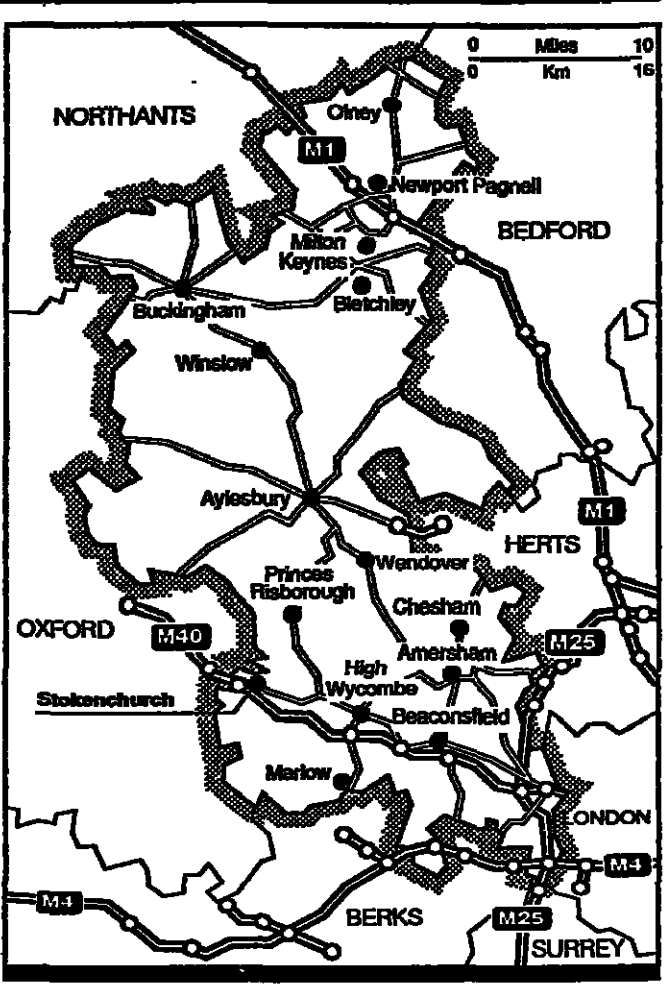 0 Miles 10
0 Km 16
NORTHANTS
Olney
M1
Newport Pagnell
BEDFORD
Milton
Keynes
Bletchley
Buckingham
Winslow
Aylesbury
M1
HERTS
Wendover
Princes
Risborough
Chesham
OXFORD
M40
M25
Amersham
High
Wycombe
Stokenchurch
Beaconsfield
Marlow
LONDON
M4
M4
BERKS
M25
SURREY